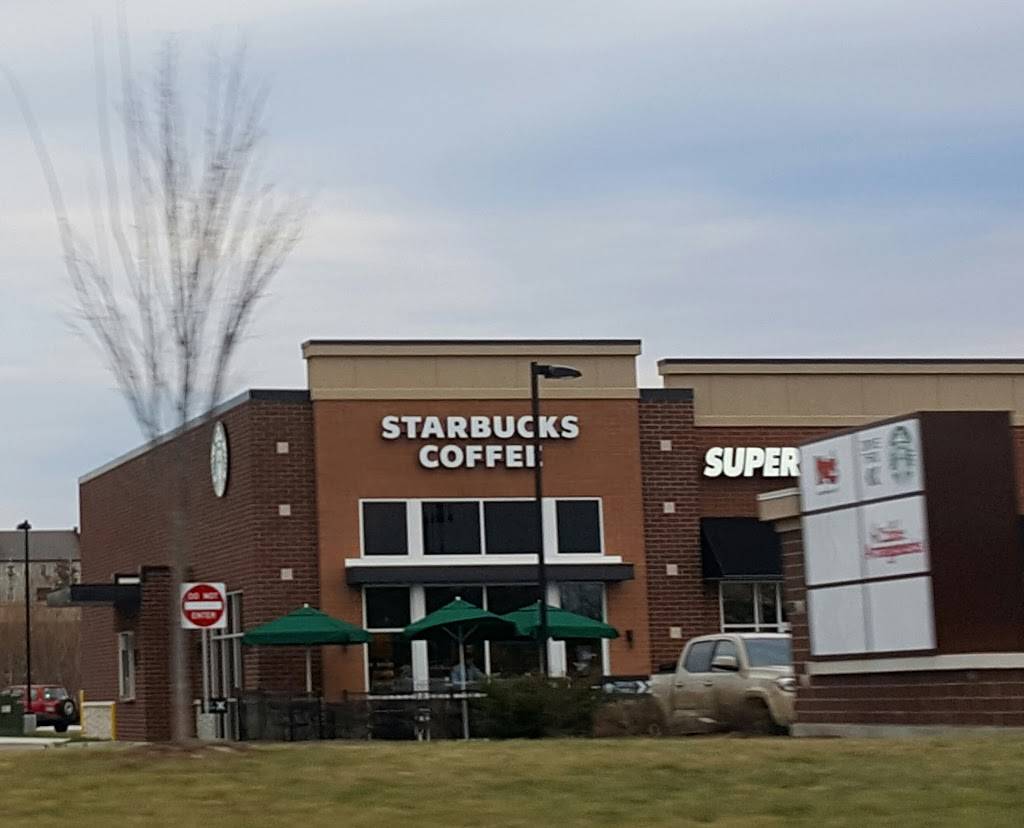 STARBUCKS
COFFEE
SUPER
DO NOT
ENTER